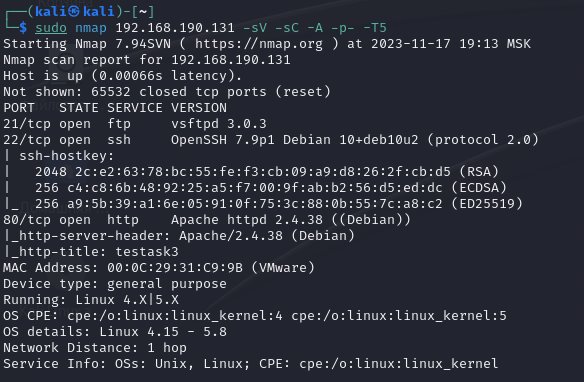 ┌──(kali㉿kali)-[~]
└─$ sudo nmap 192.168.190.131 -sV -sC -A -p- -T5
Starting Nmap 7.94SVN ( https://nmap.org ) at 2023-11-17 19:13 MSK
Nmap scan report for 192.168.190.131
Host is up (0.00066s latency).
Not shown: 65532 closed tcp ports (reset)
PORT   STATE SERVICE VERSION
21/tcp open  ftp     vsftpd 3.0.3
22/tcp open  ssh     OpenSSH 7.9p1 Debian 10+deb10u2 (protocol 2.0)
| ssh-hostkey:
|   2048 2c:e2:63:78:bc:55:fe:f3:cb:09:a9:d8:26:2f:cb:d5 (RSA)
|   256 c4:c8:6b:48:92:25:a5:f7:00:9f:ab:b2:56:d5:ed:dc (ECDSA)
|_  256 a9:5b:39:a1:6e:05:91:0f:75:3c:88:0b:55:7c:a8:c2 (ED25519)
80/tcp open  http    Apache httpd 2.4.38 ((Debian))
|_http-server-header: Apache/2.4.38 (Debian)
|_http-title: testask3
MAC Address: 00:0C:29:31:C9:9B (VMware)
Device type: general purpose
Running: Linux 4.X|5.X
OS CPE: cpe:/o:linux:linux_kernel:4 cpe:/o:linux:linux_kernel:5
OS details: Linux 4.15 - 5.8
Network Distance: 1 hop
Service Info: OSs: Unix, Linux; CPE: cpe:/o:linux:linux_kernel